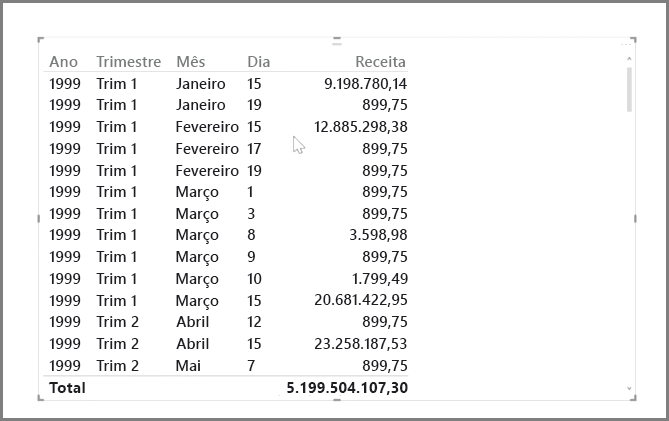 Ano Trimestre Mês Dia Receita
1999 Trim 1 Janeiro 15 9.198.780,14
1999 Trim 1 Janeiro 19 899,75
1999 Trim 1 Fevereiro 15 12.885.298,38
1999 Trim 1 Fevereiro 17 899,75
1999 Trim 1 Fevereiro 19 899,75
1999 Trim 1 Março 1 899,75
1999 Trim 1 Março 3 899,75
1999 Trim 1 Março 8 3.598,98
1999 Trim 1 Março 9 899,75
1999 Trim 1 Março 10 1.799,49
1999 Trim 1 Março 15 20.681.422,95
1999 Trim 2 Abril 12 899,75
1999 Trim 2 Abril 15 23.258.187,53
1999 Trim 2 Mai 7 899,75
Total 5.199.504.107,30